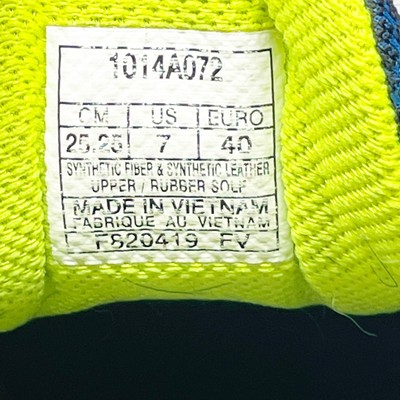 1014A072
CM US EURO
25.25 7 40
SYNTHETIC FIBER & SYNTHETIC LEATHER
UPPER / RUBBER SOLE
MADE IN VIETNAM
FABRIQUE AU VIETNAM
FS20419 FV